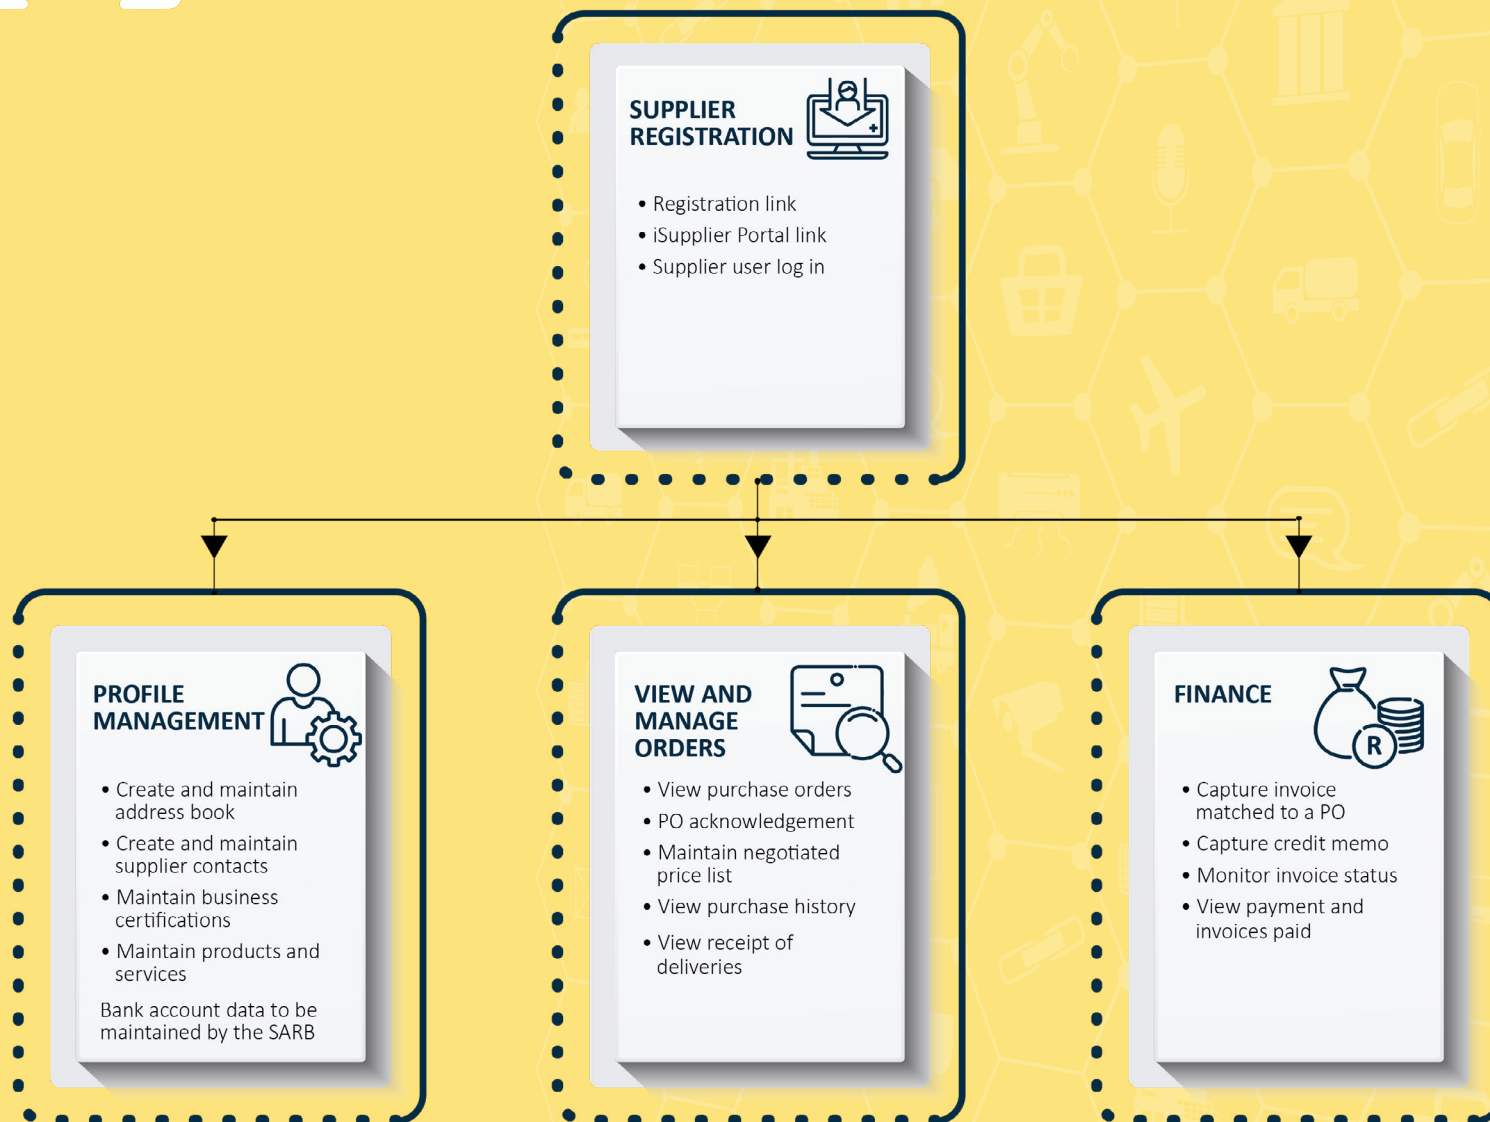 SUPPLIER
REGISTRATION
• Registration link
• iSupplier Portal link
• Supplier user log in
PROFILE
MANAGEMENT
• Create and maintain
address book
• Create and maintain
supplier contacts
• Maintain business
certifications
• Maintain products and
services
Bank account data to be
maintained by the SARB
VIEW AND
MANAGE
ORDERS
• View purchase orders
• PO acknowledgement
• Maintain negotiated
price list
• View purchase history
• View receipt of
deliveries
FINANCE
R
• Capture invoice
matched to a PO
• Capture credit memo
• Monitor invoice status
• View payment and
invoices paid